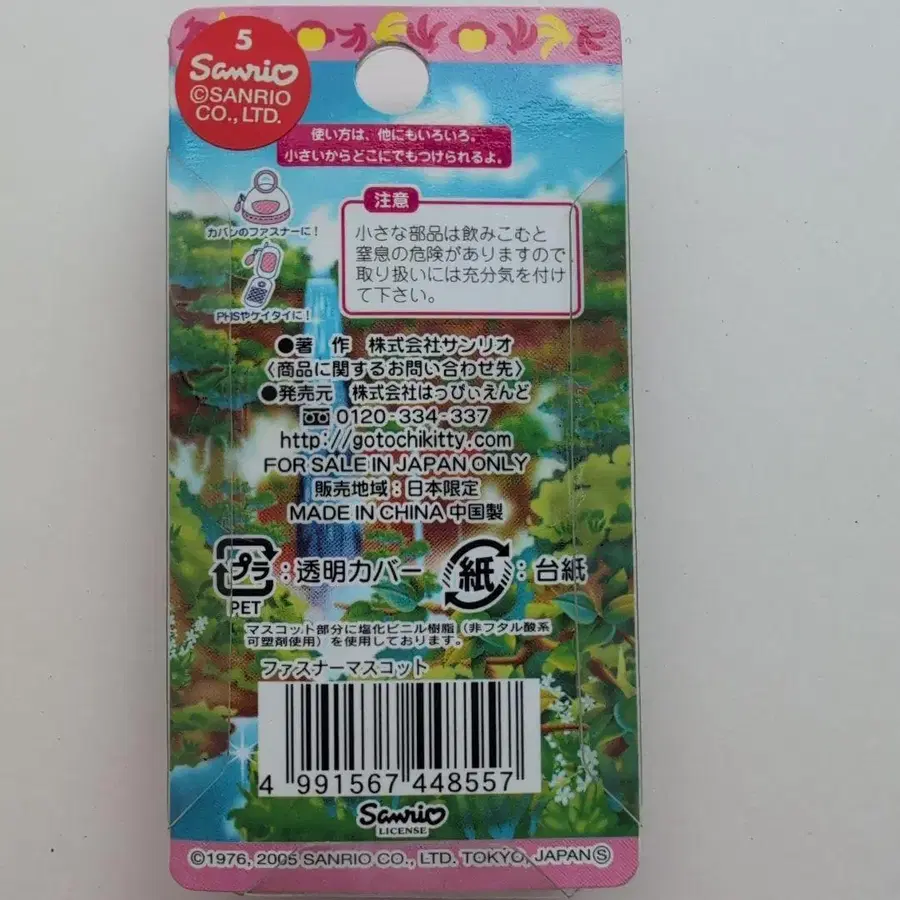 5
Sanrio
©SANRIO
CO., LTD.
使い方は、他にもいろいろ。
小さいからどこにでもつけられるよ。
カバンのファスナーに！
PHSやケイタイに！
注意
小さな部品は飲みこむと
窒息の危険がありますので
取り扱いには充分気を付け
て下さい。
●著 作 株式会社サンリオ
〈商品に関するお問い合わせ先〉
●発売元 株式会社はっぴぃえんど
0120-334-337
http://gotochikitty.com
FOR SALE IN JAPAN ONLY
販売地域：日本限定
MADE IN CHINA 中国製
プラ：透明カバー 紙：台紙
PET
マスコット部分に塩化ビニル樹脂（非フタル酸系
可塑剤使用）を使用しております。
ファスナーマスコット
4 991567 448557
Sanrio
LICENSE
©1976, 2005 SANRIO CO., LTD. TOKYO, JAPAN Ⓢ